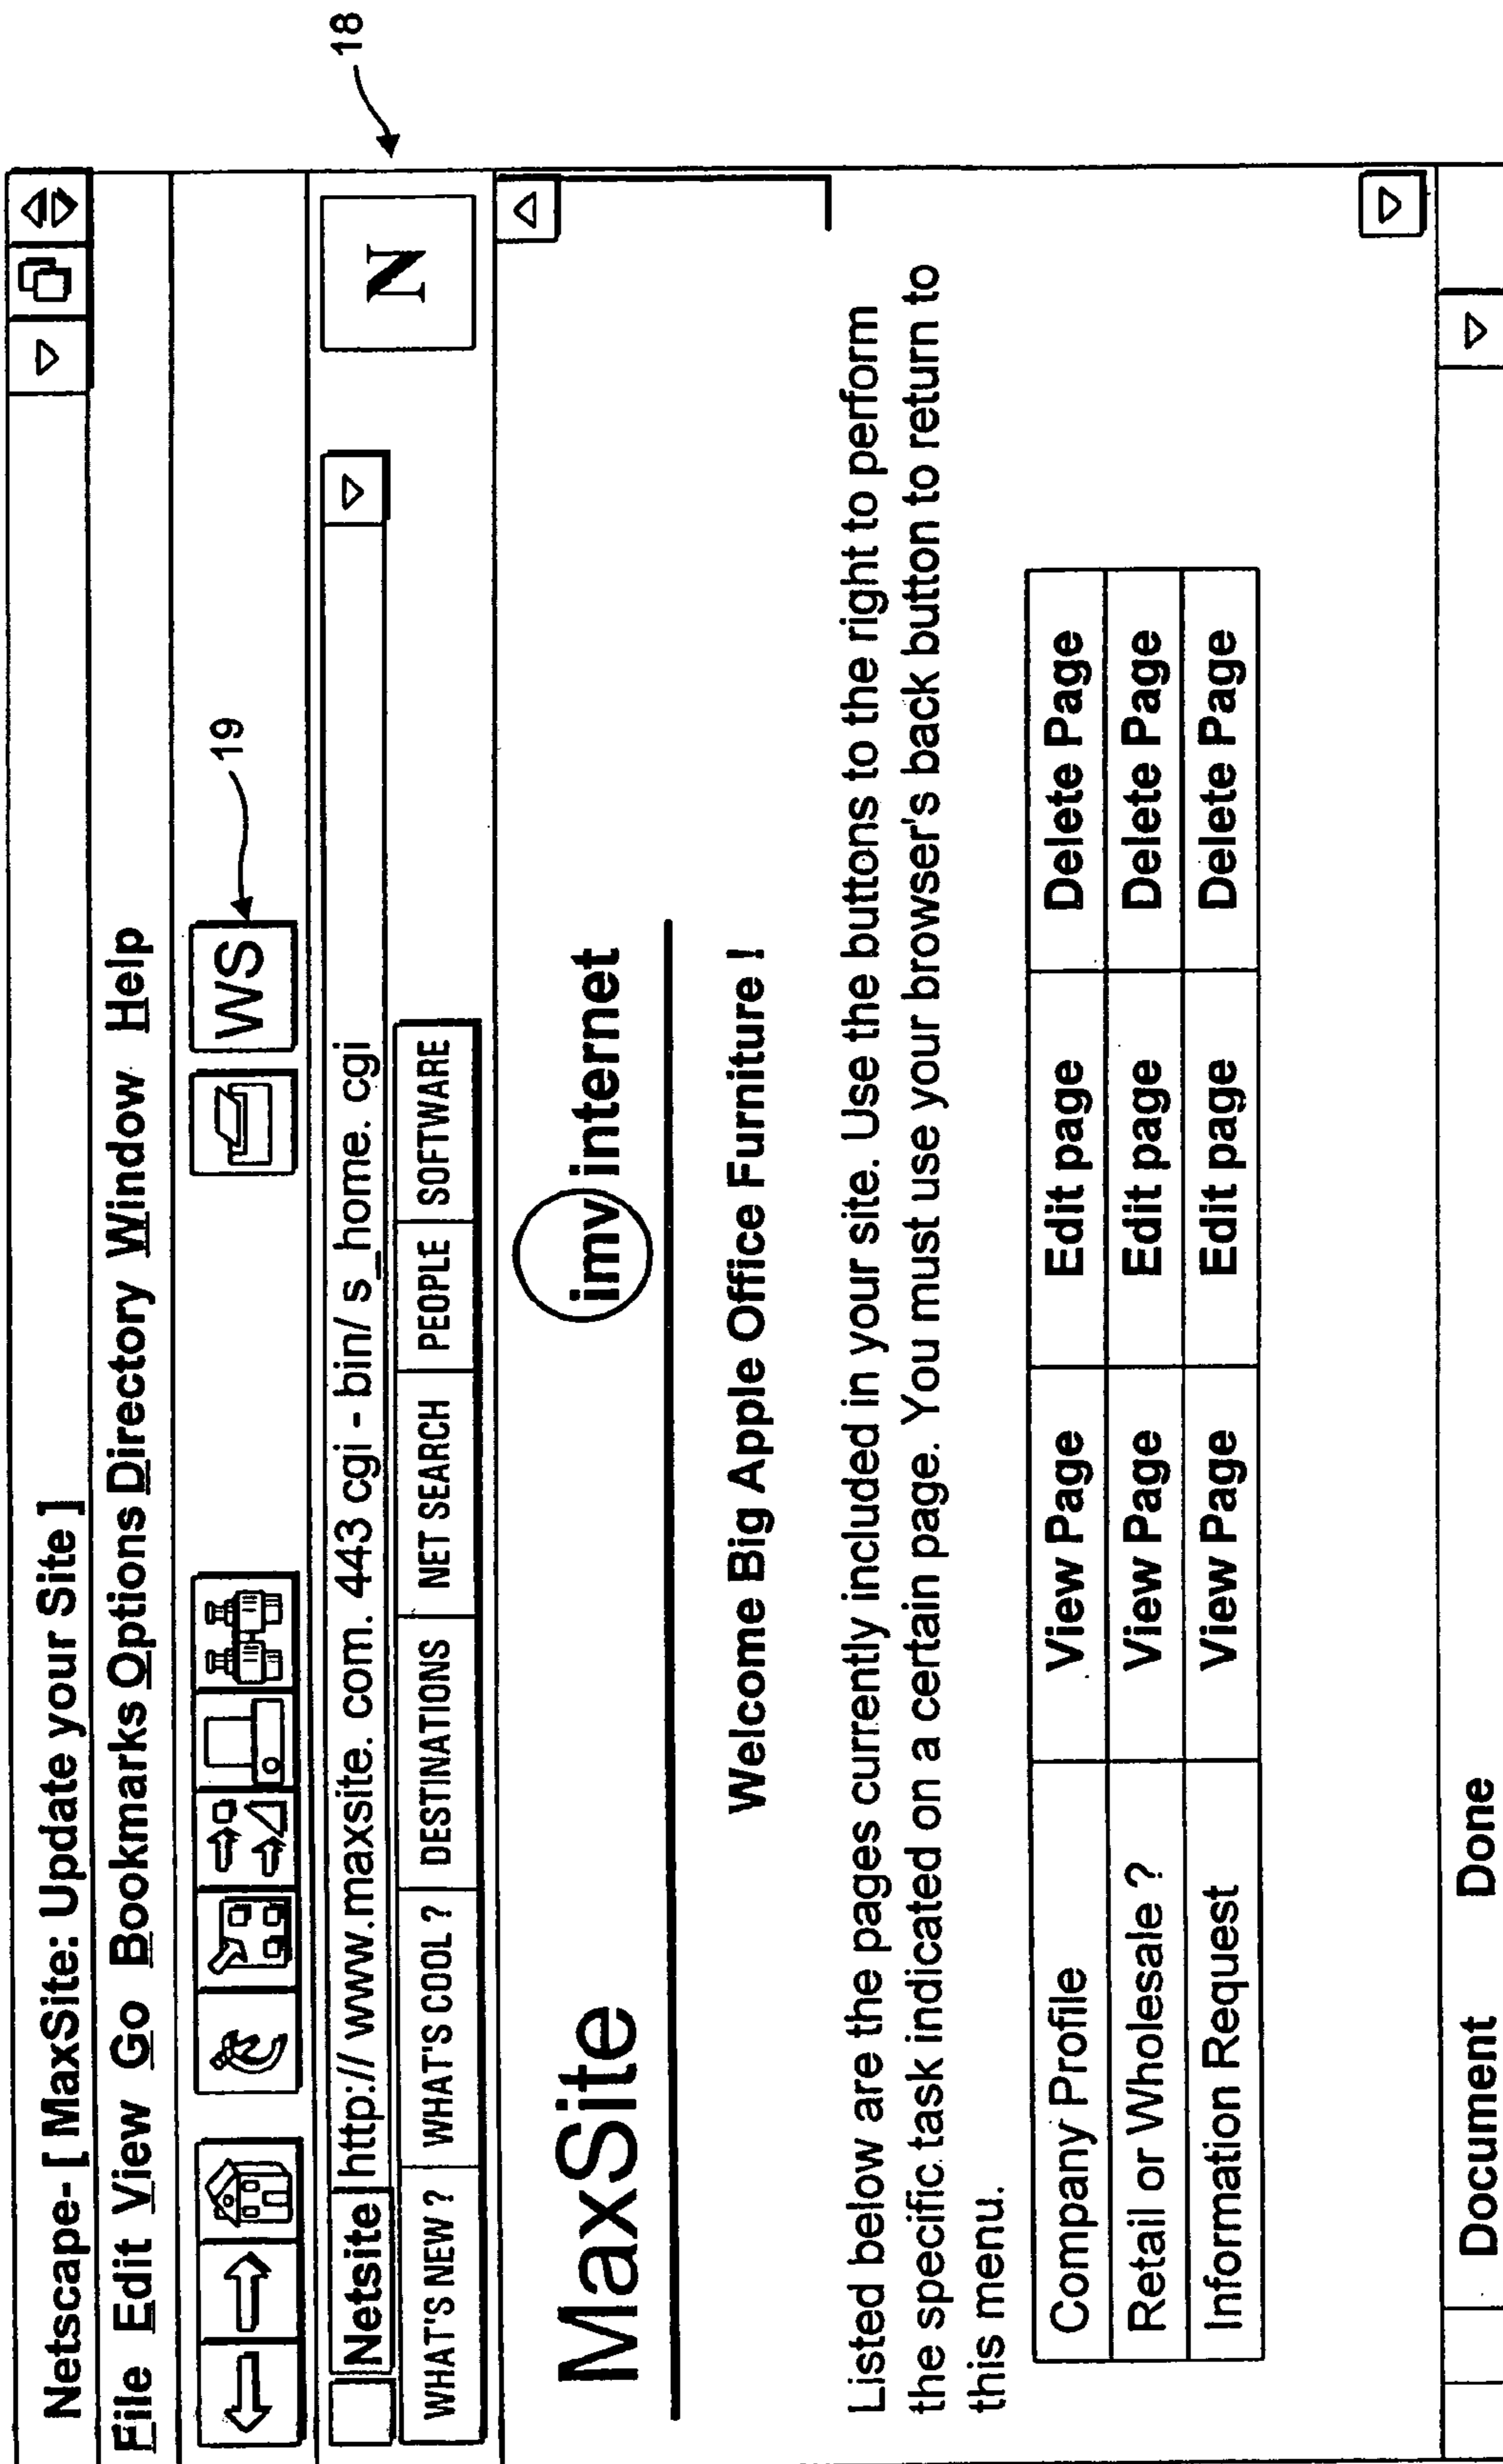 18
Netscape- [ MaxSite: Update your Site ]
File Edit View Go Bookmarks Options Directory Window Help
WS
19
Netsite http:// www.maxsite. com. 443 cgi - bin/ s_home. cgi
N
WHAT'S NEW ? WHAT'S COOL ? DESTINATIONS NET SEARCH PEOPLE SOFTWARE
MaxSite imv internet
Welcome Big Apple Office Furniture !
Listed below are the pages currently included in your site. Use the buttons to the right to perform
the specific task indicated on a certain page. You must use your browser's back button to return to
this menu.
Company Profile View Page Edit page Delete Page
Retail or Wholesale ? View Page Edit page Delete Page
Information Request View Page Edit page Delete Page
Document Done